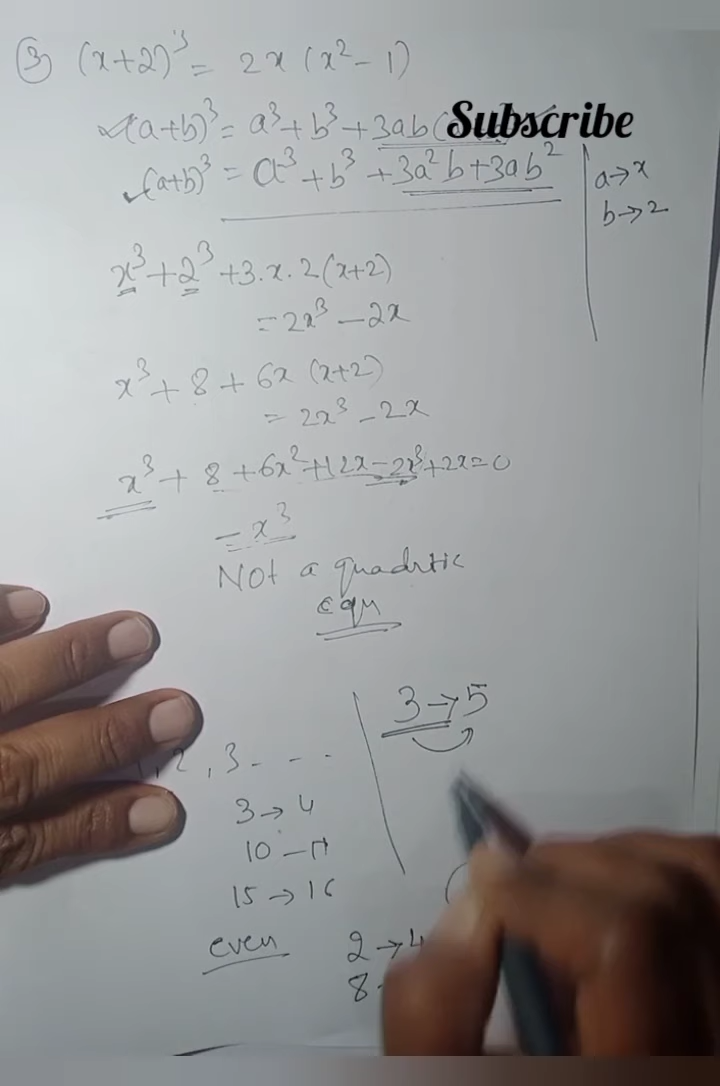 ③ (x+2)³ = 2x (x² - 1)
(a+b)³ = a³ + b³ + 3ab(
Subscribe
(a+b)³ = a³ + b³ + 3a²b + 3ab²
a→x
b→2
x³ + 2³ + 3.x.2(x+2)
= 2x³ - 2x
x³ + 8 + 6x (x+2)
= 2x³ - 2x
x³ + 8 + 6x² + 12x - 2x³ + 2x = 0
- x³
Not a quadrtic
eqn
3→5
, 2, 3 - - -
3→4
10 - 11
15→16
even 2→4
8